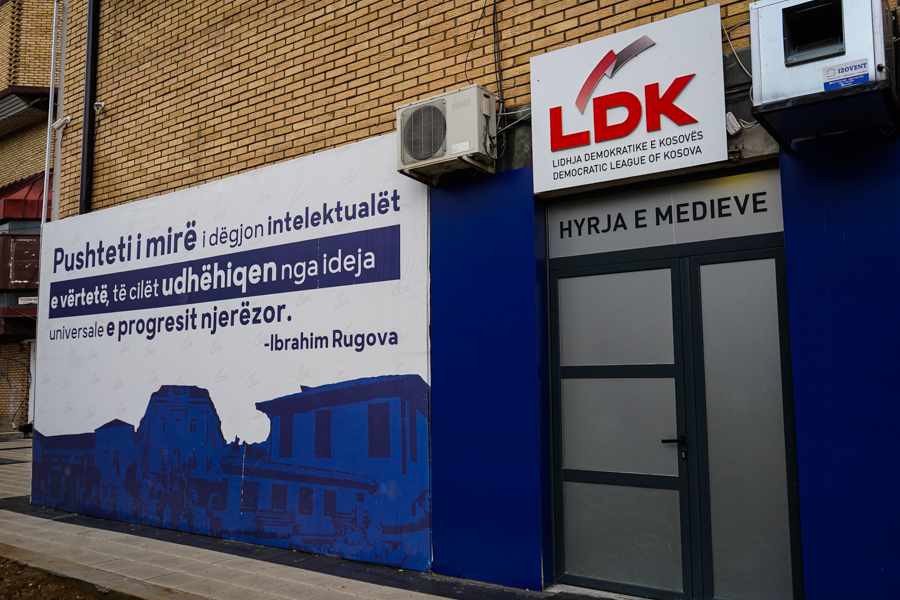 Pushteti i mirë i dëgjon intelektualët
e vërtetë, të cilët udhëhiqen nga ideja
universale e progresit njerëzor.
-Ibrahim Rugova
LDK
LIDHJA DEMOKRATIKE E KOSOVËS
DEMOCRATIC LEAGUE OF KOSOVA
HYRJA E MEDIEVE
IZOVENT